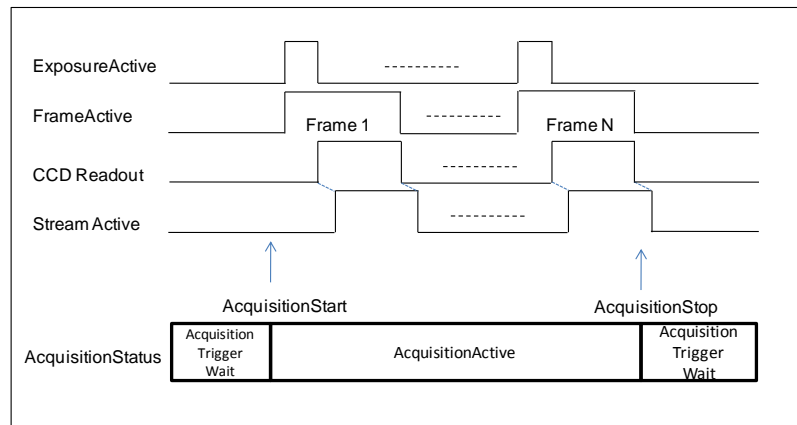 ExposureActive
FrameActive
Frame 1
Frame N
CCD Readout
Stream Active
AcquisitionStart
AcquisitionStop
AcquisitionStatus
Acquisition
Trigger
Wait
AcquisitionActive
Acquisition
Trigger
Wait